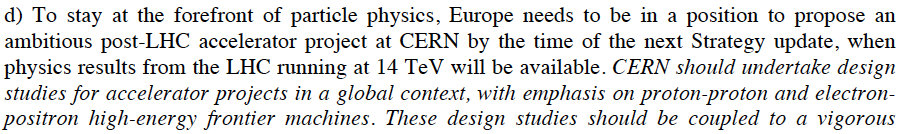 d) To stay at the forefront of particle physics, Europe needs to be in a position to propose an
ambitious post-LHC accelerator project at CERN by the time of the next Strategy update, when
physics results from the LHC running at 14 TeV will be available. CERN should undertake design
studies for accelerator projects in a global context, with emphasis on proton-proton and electron-
positron high-energy frontier machines. These design studies should be coupled to a vigorous